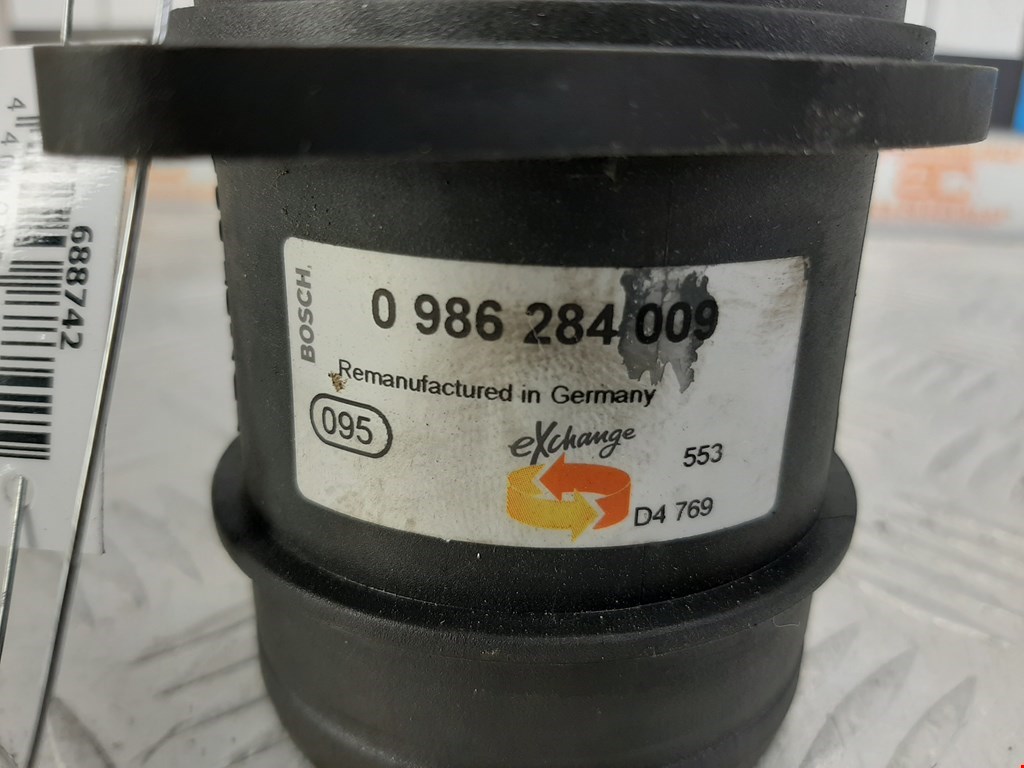 BOSCH
0 986 284 009
Remanufactured in Germany
095
eXchange
553
D4 769
688742